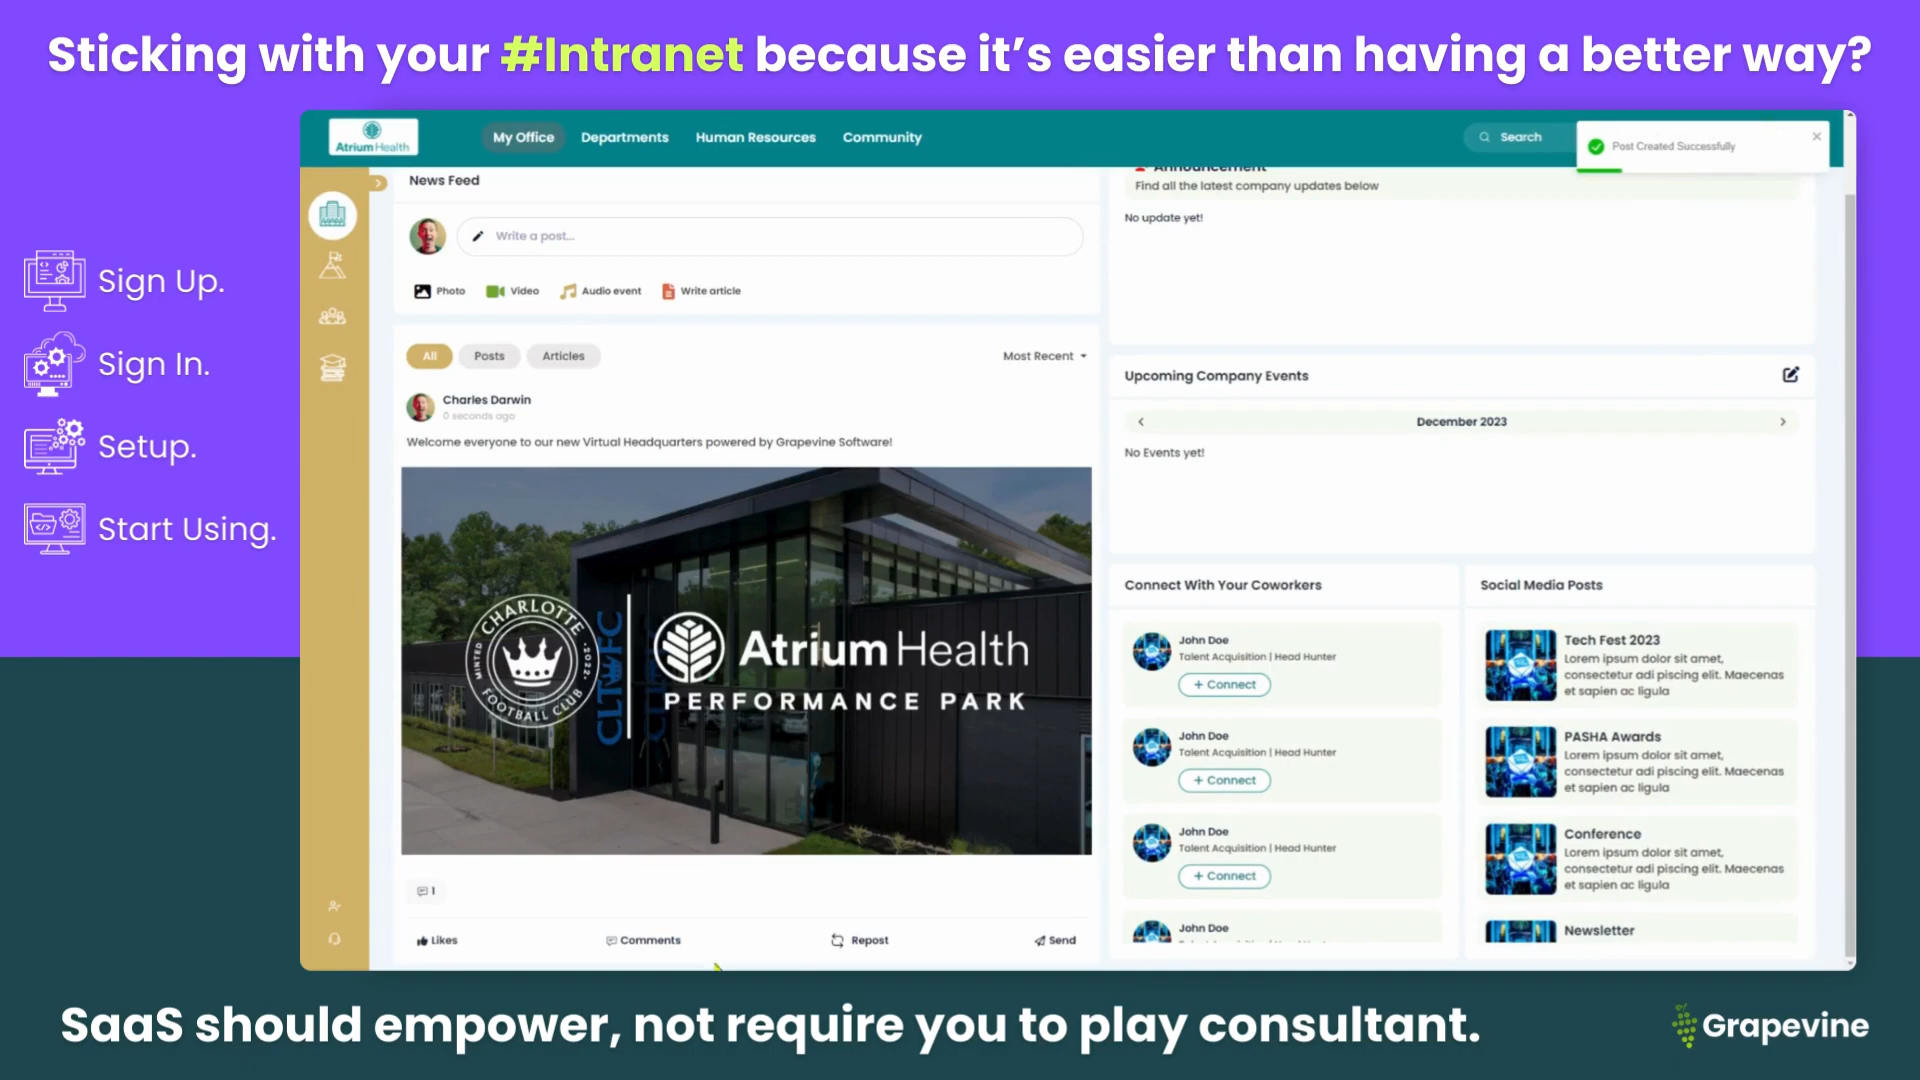 Sticking with your #Intranet because it's easier than having a better way?
Atrium Health
My Office
Departments
Human Resources
Community
Search
Post Created Successfully
News Feed
Write a post...
Photo
Video
Audio event
Write article
Announcement
Find all the latest company updates below
No update yet!
Sign Up.
Sign In.
Setup.
Start Using.
All
Posts
Articles
Most Recent
Charles Darwin
0 seconds ago
Welcome everyone to our new Virtual Headquarters powered by Grapevine Software!
CHARLOTTE
MINTED
2022
FOOTBALL CLUB
CLTFC
Atrium Health
PERFORMANCE PARK
1
Likes
Comments
Repost
Send
Upcoming Company Events
December 2023
No Events yet!
Connect With Your Coworkers
John Doe
Talent Acquisition | Head Hunter
+ Connect
John Doe
Talent Acquisition | Head Hunter
+ Connect
John Doe
Talent Acquisition | Head Hunter
+ Connect
John Doe
Social Media Posts
Tech Fest 2023
Lorem ipsum dolor sit amet,
consectetur adi piscing elit. Maecenas
et sapien ac ligula
PASHA Awards
Lorem ipsum dolor sit amet,
consectetur adi piscing elit. Maecenas
et sapien ac ligula
Conference
Lorem ipsum dolor sit amet,
consectetur adi piscing elit. Maecenas
et sapien ac ligula
Newsletter
SaaS should empower, not require you to play consultant.
Grapevine